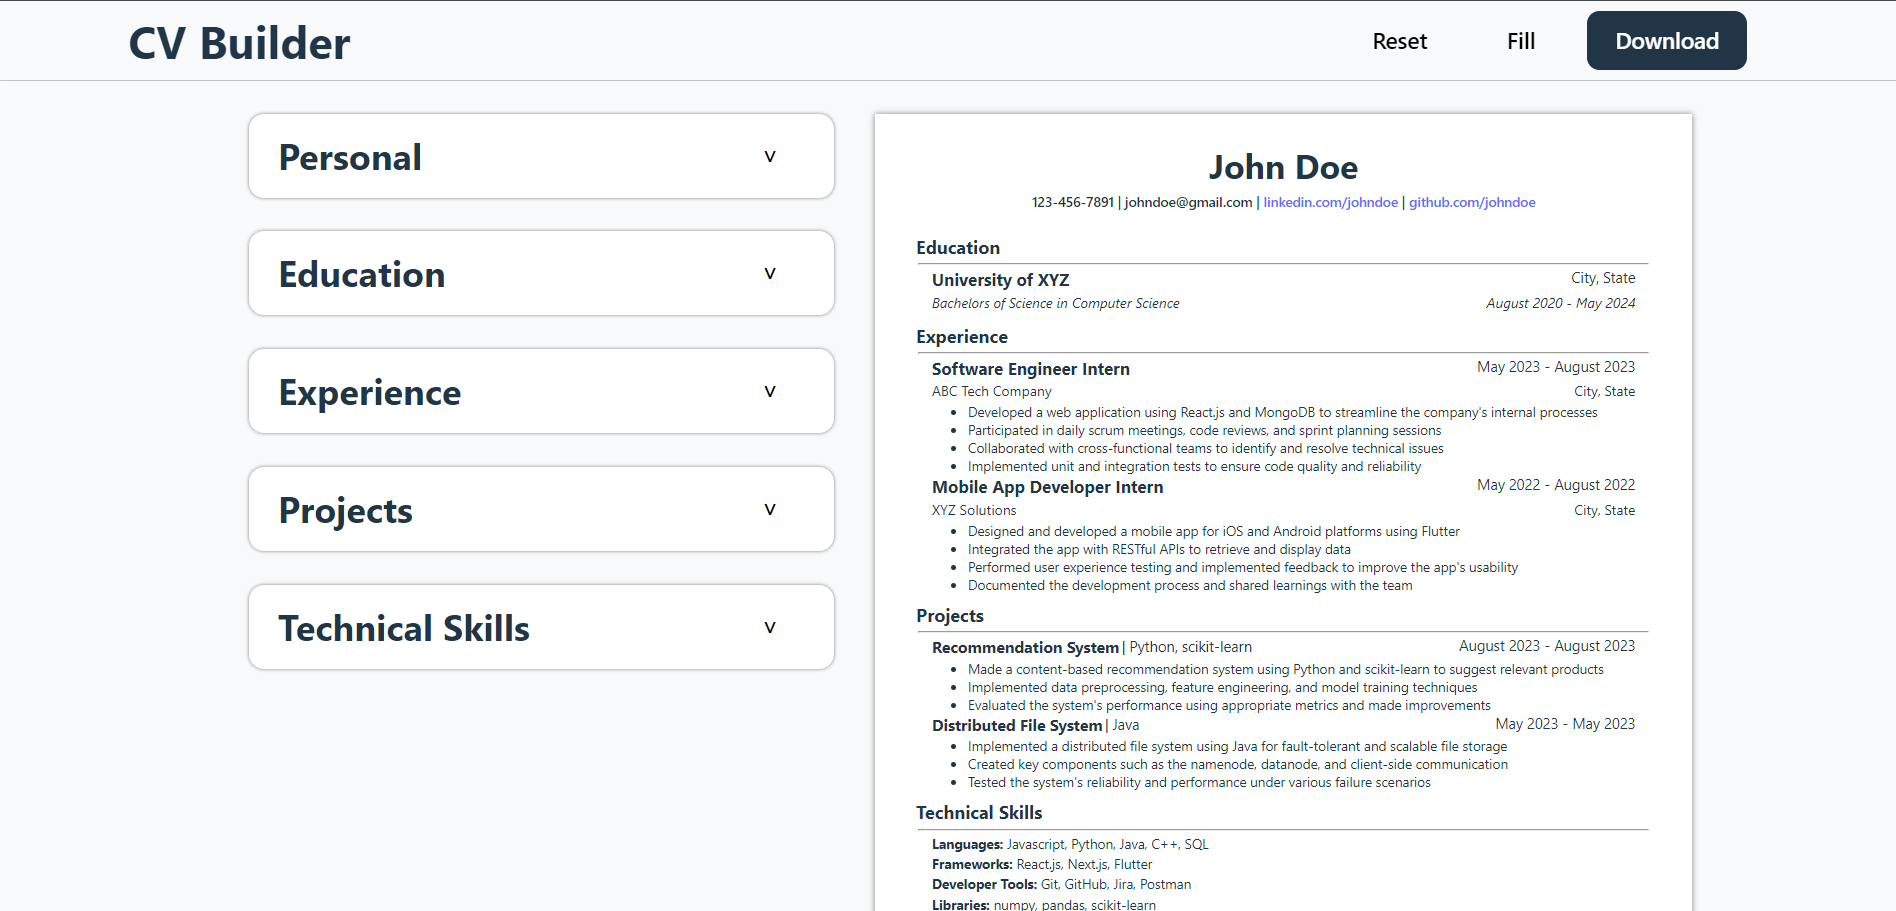 CV Builder
Reset
Fill
Download
Personal
v
Education
v
Experience
v
Projects
v
Technical Skills
v
John Doe
123-456-7891 | johndoe@gmail.com | linkedin.com/johndoe | github.com/johndoe
Education
University of XYZ City, State
Bachelors of Science in Computer Science August 2020 - May 2024
Experience
Software Engineer Intern May 2023 - August 2023
ABC Tech Company City, State
• Developed a web application using React.js and MongoDB to streamline the company's internal processes
• Participated in daily scrum meetings, code reviews, and sprint planning sessions
• Collaborated with cross-functional teams to identify and resolve technical issues
• Implemented unit and integration tests to ensure code quality and reliability
Mobile App Developer Intern May 2022 - August 2022
XYZ Solutions City, State
• Designed and developed a mobile app for iOS and Android platforms using Flutter
• Integrated the app with RESTful APIs to retrieve and display data
• Performed user experience testing and implemented feedback to improve the app's usability
• Documented the development process and shared learnings with the team
Projects
Recommendation System | Python, scikit-learn August 2023 - August 2023
• Made a content-based recommendation system using Python and scikit-learn to suggest relevant products
• Implemented data preprocessing, feature engineering, and model training techniques
• Evaluated the system's performance using appropriate metrics and made improvements
Distributed File System | Java May 2023 - May 2023
• Implemented a distributed file system using Java for fault-tolerant and scalable file storage
• Created key components such as the namenode, datanode, and client-side communication
• Tested the system's reliability and performance under various failure scenarios
Technical Skills
Languages: Javascript, Python, Java, C++, SQL
Frameworks: React.js, Next.js, Flutter
Developer Tools: Git, GitHub, Jira, Postman
Libraries: numpy, pandas, scikit-learn